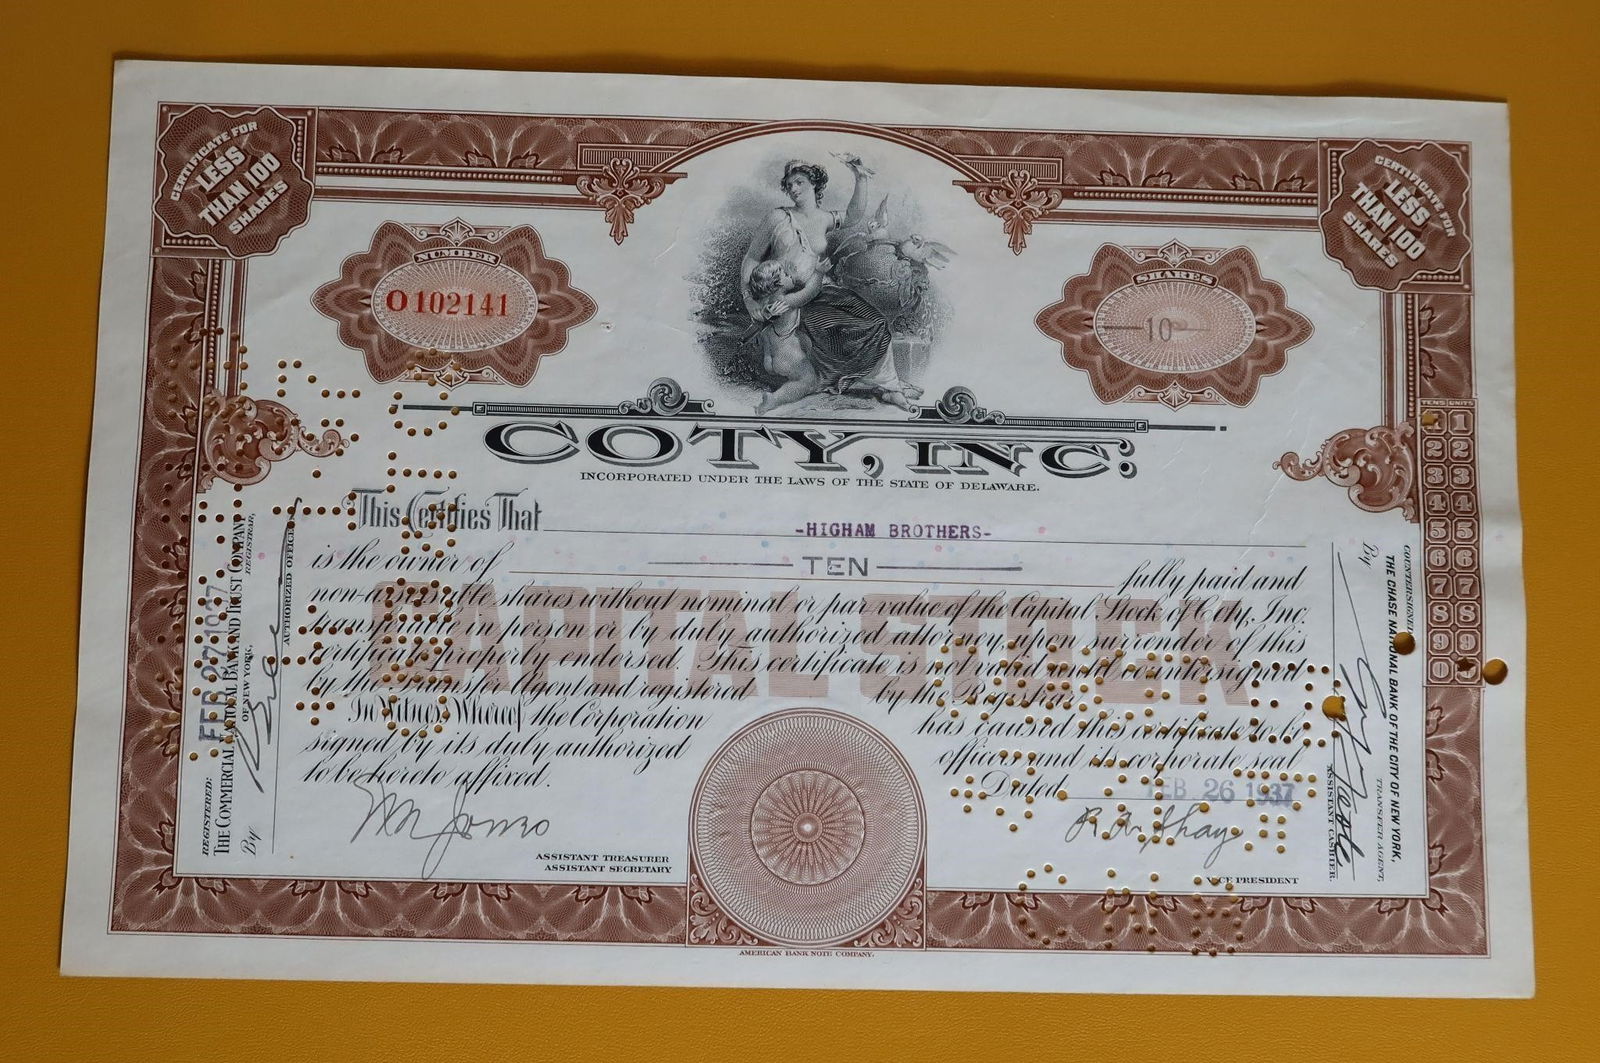 CERTIFICATE FOR
LESS
THAN 100
SHARES
CERTIFICATE FOR
LESS
THAN 100
SHARES
NUMBER
O102141
SHARES
10
COTY, INC.
INCORPORATED UNDER THE LAWS OF THE STATE OF DELAWARE.
This Certifies That -HIGHAM BROTHERS-
is the owner of TEN fully paid and
non-assessable shares without nominal or par value of the Capital Stock of Coty, Inc.
transferable in person or by duly authorized attorney, upon surrender of this
certificate properly endorsed. This certificate is not valid until countersigned
by the Transfer Agent and registered by the Registrar.
In Witness Whereof the Corporation has caused this certificate to be
signed by its duly authorized officers and its corporate seal
to be hereto affixed.
Dated FEB 26 1937
CAPITAL STOCK
ASSISTANT TREASURER
ASSISTANT SECRETARY
VICE PRESIDENT
AMERICAN BANK NOTE COMPANY.
REGISTERED: FEB 27 1937
THE COMMERCIAL NATIONAL BANK AND TRUST COMPANY
OF NEW YORK, REGISTRAR,
By
AUTHORIZED OFFICER
COUNTERSIGNED
THE CHASE NATIONAL BANK OF THE CITY OF NEW YORK,
TRANSFER AGENT,
By
ASSISTANT CASHIER.
TENS UNITS
1
2 2
3 3
4 4
5 5
6 6
7 7
8 8
9 9
0